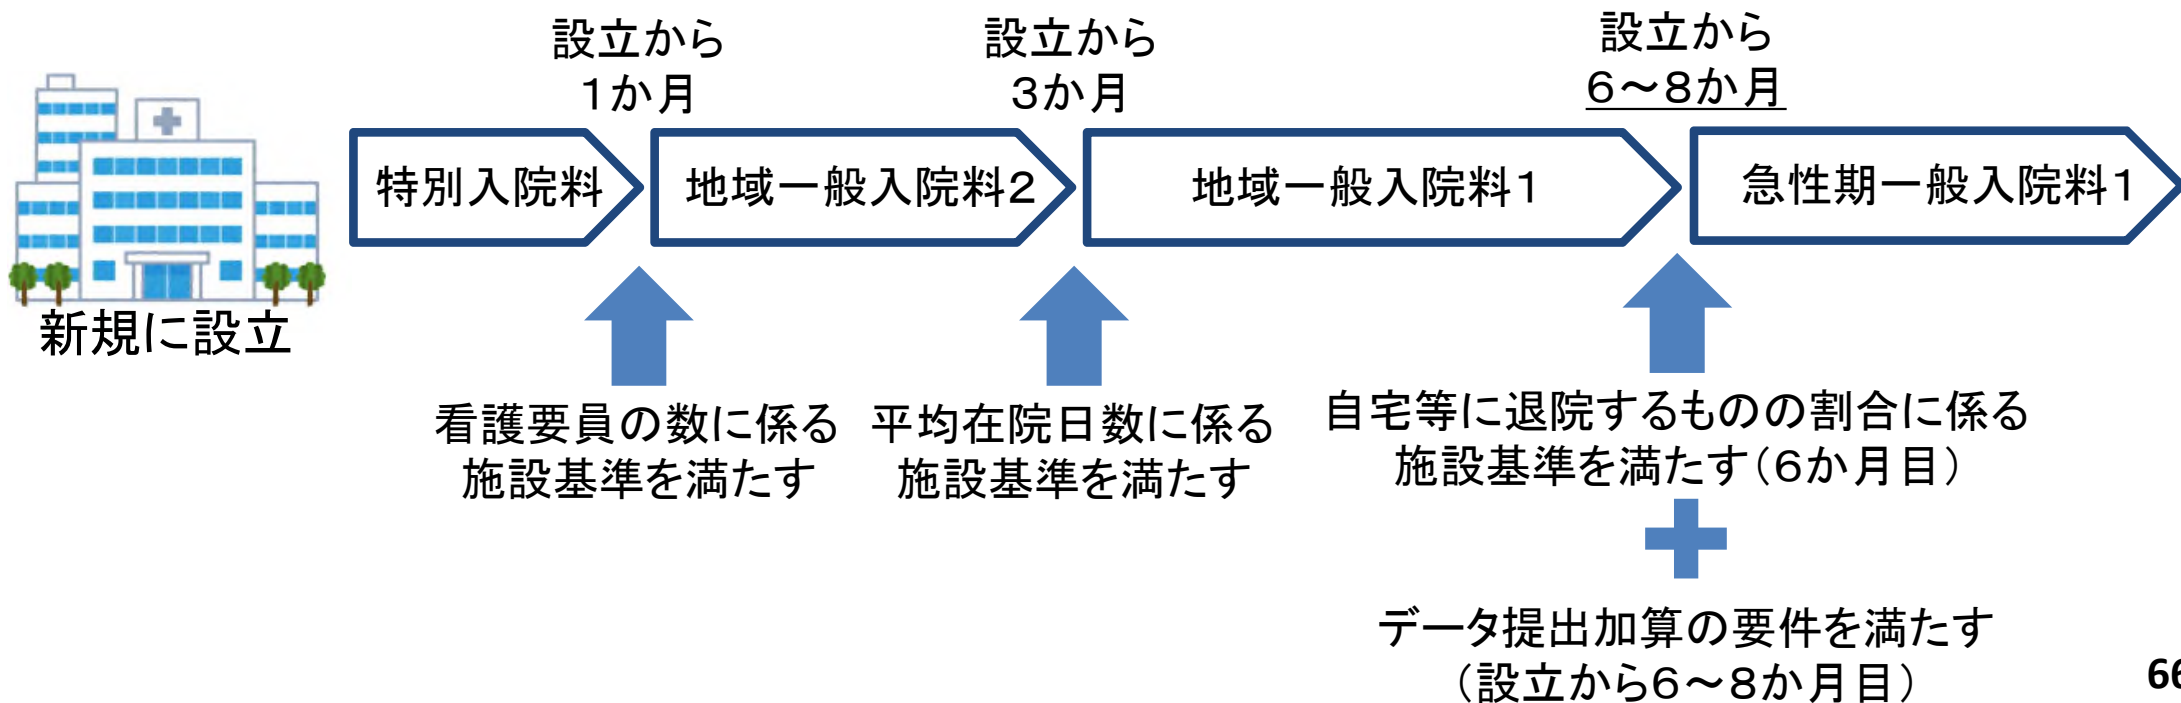 設立から
1か月
設立から
3か月
設立から
6～8か月
特別入院料
地域一般入院料2
地域一般入院料1
急性期一般入院料1
新規に設立
看護要員の数に係る
施設基準を満たす
平均在院日数に係る
施設基準を満たす
自宅等に退院するものの割合に係る
施設基準を満たす（6か月目）
データ提出加算の要件を満たす
（設立から6～8か月目）
66